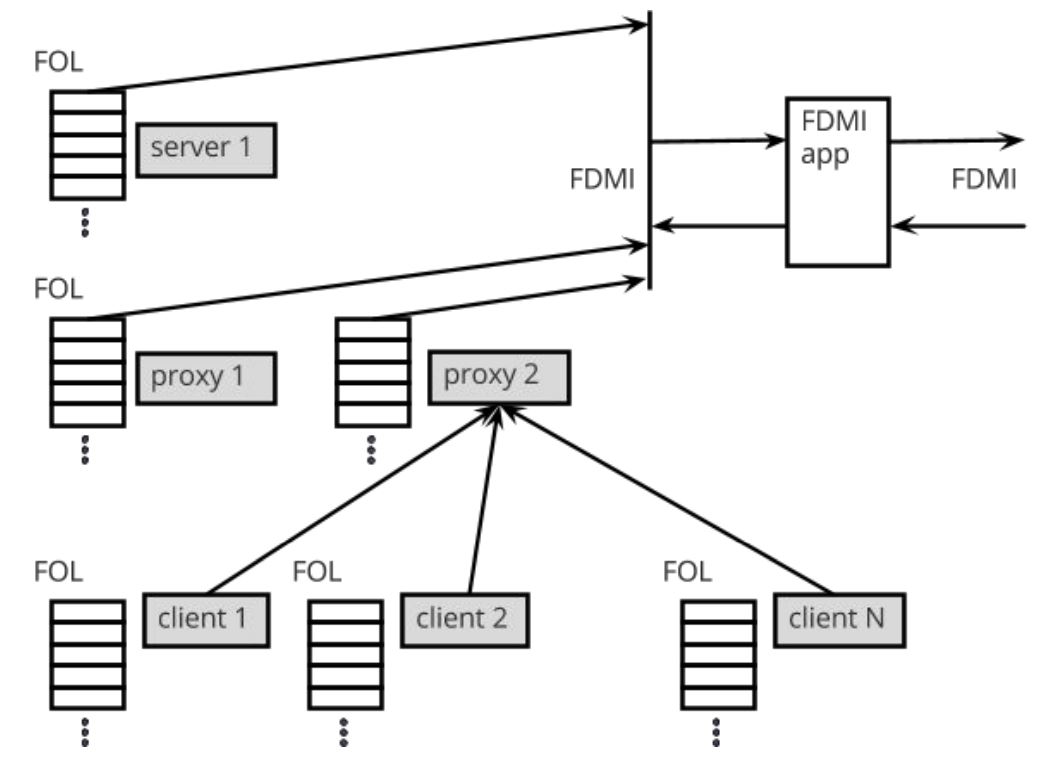 FOL
server 1
FDMI
app
FDMI
FDMI
FOL
proxy 1
proxy 2
FOL
FOL
FOL
client 1
client 2
client N